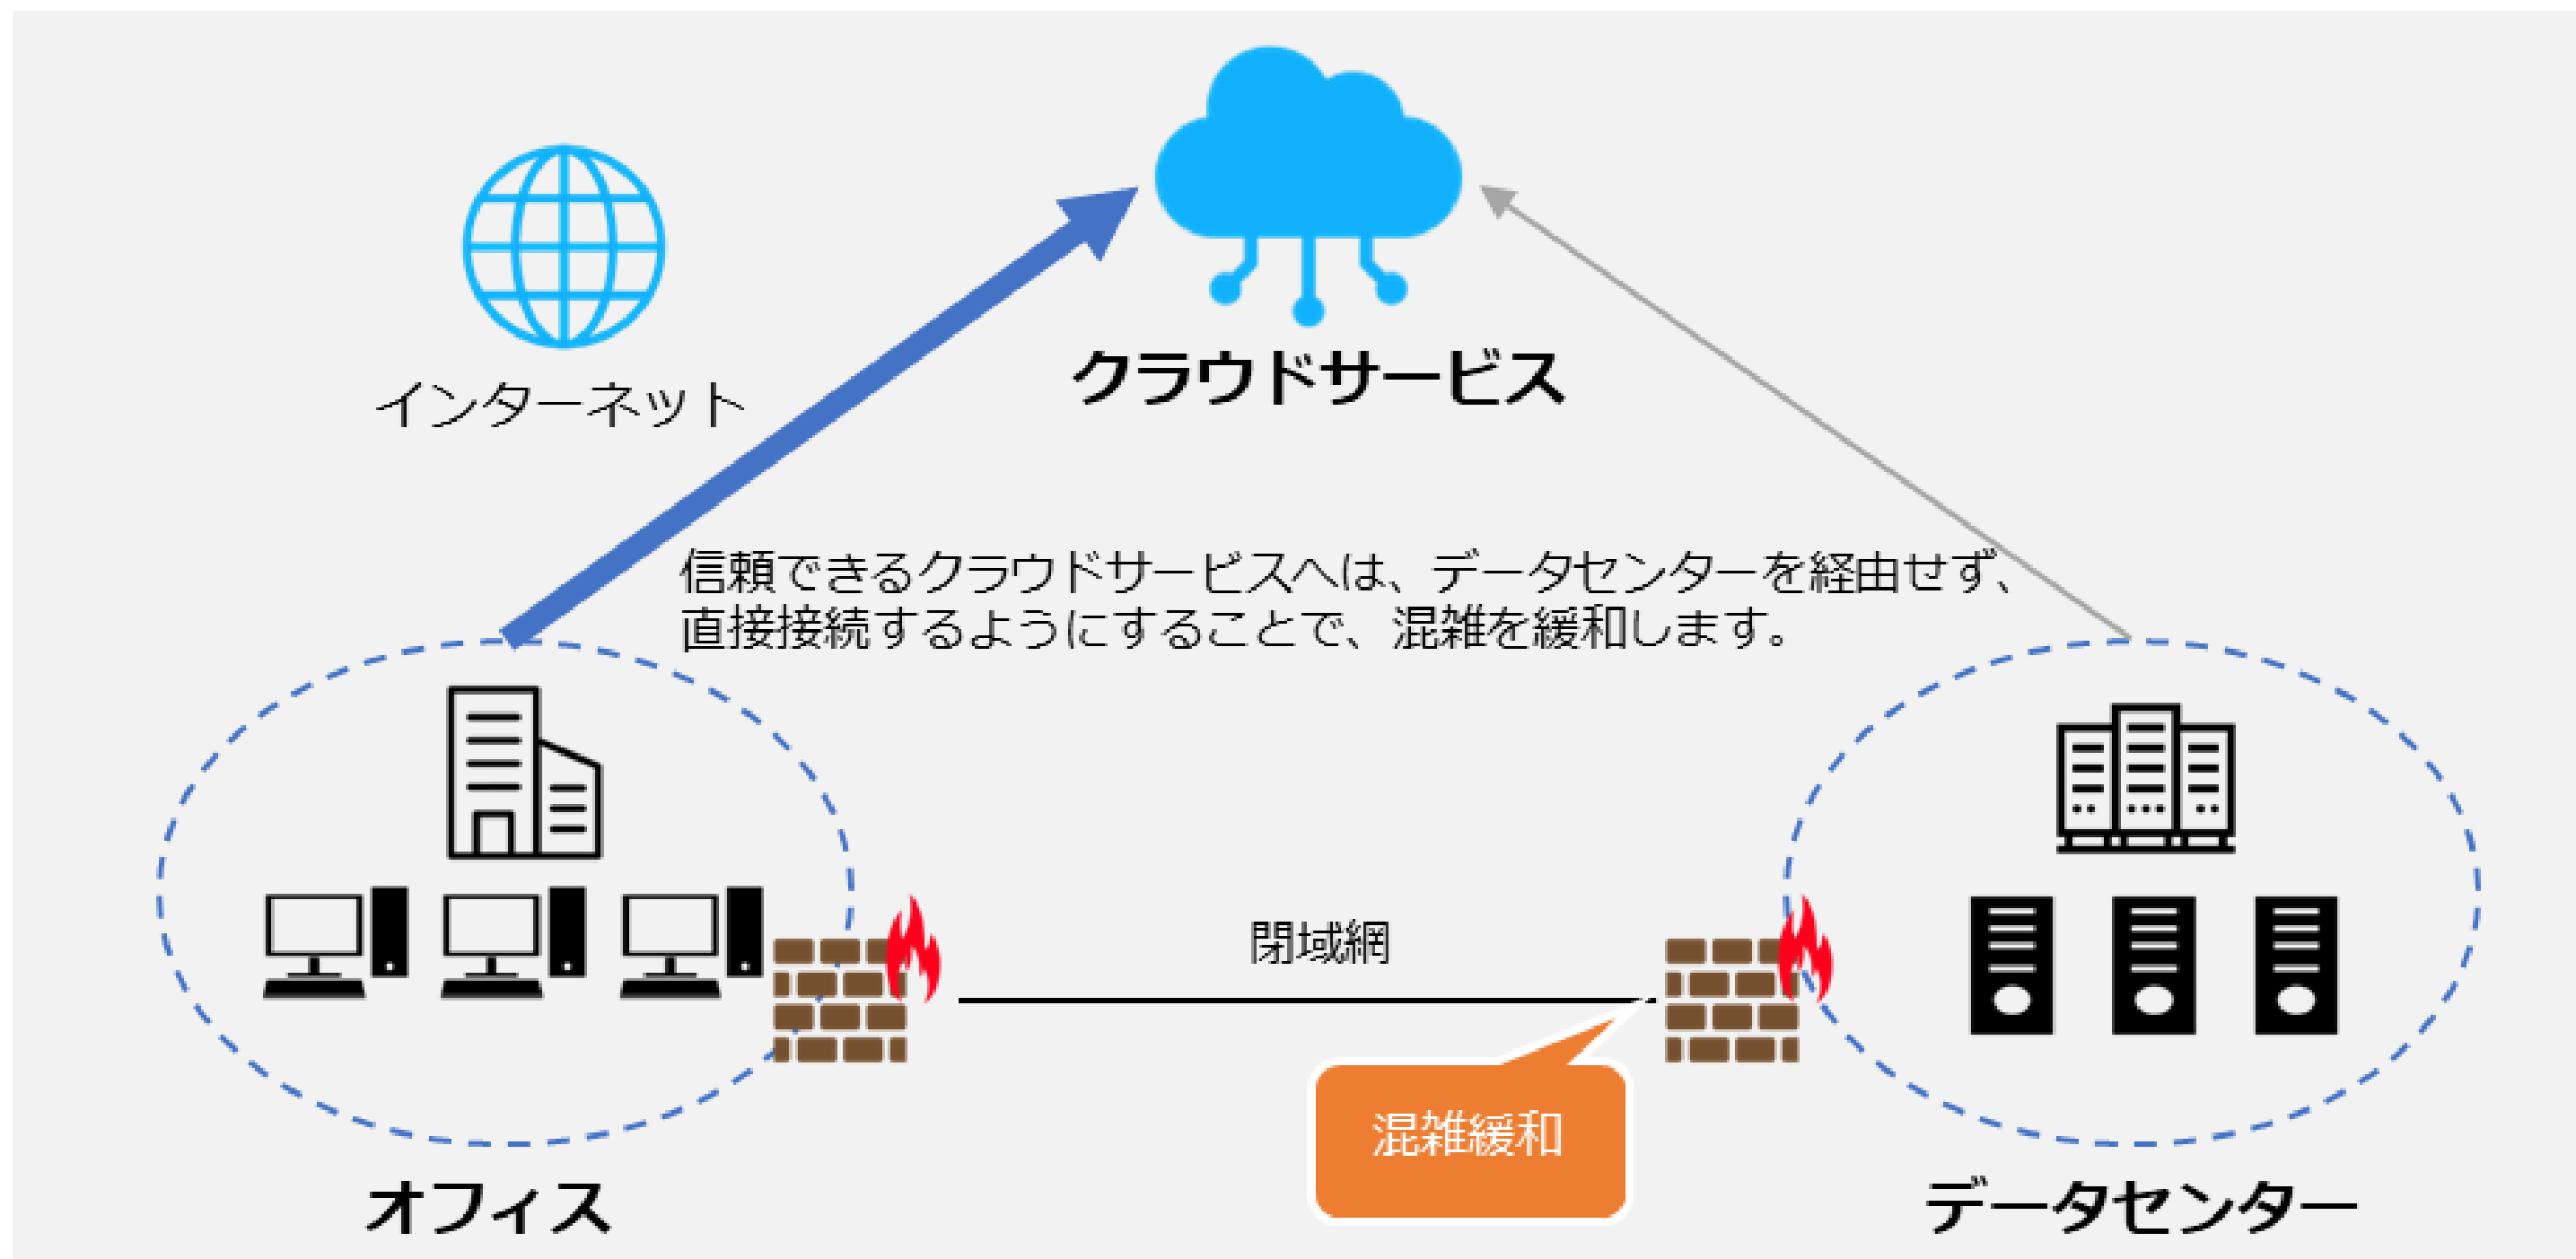 インターネット
クラウドサービス
信頼できるクラウドサービスへは、データセンターを経由せず、
直接接続するようにすることで、混雑を緩和します。
閉域網
混雑緩和
オフィス
データセンター